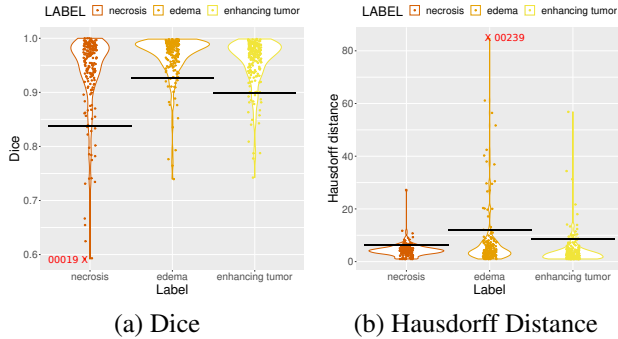 LABEL necrosis edema enhancing tumor
1.0
0.9
0.8
0.7
0.6
Dice
00019 X
necrosis edema enhancing tumor
Label
(a) Dice
LABEL necrosis edema enhancing tumor
80
60
40
20
0
Hausdorff distance
X 00239
necrosis edema enhancing tumor
Label
(b) Hausdorff Distance